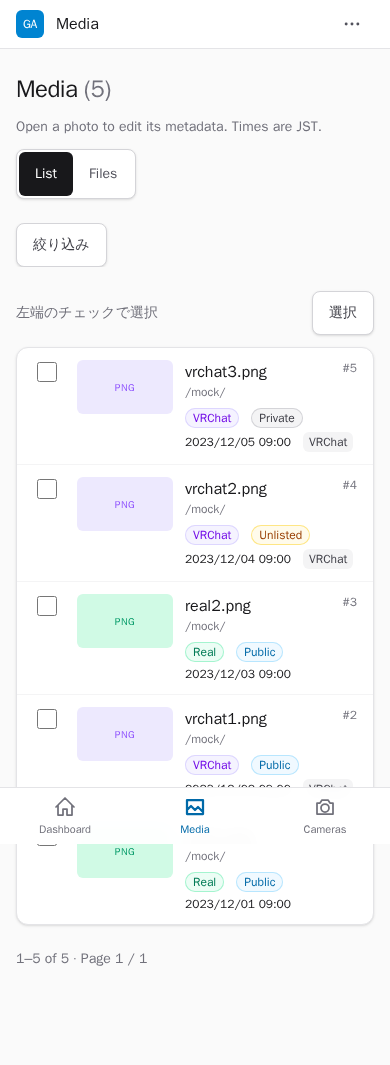 GA Media ...
Media (5)
Open a photo to edit its metadata. Times are JST.
List Files
絞り込み
左端のチェックで選択 選択
PNG vrchat3.png #5
/mock/
VRChat Private
2023/12/05 09:00 VRChat
PNG vrchat2.png #4
/mock/
VRChat Unlisted
2023/12/04 09:00 VRChat
PNG real2.png #3
/mock/
Real Public
2023/12/03 09:00
PNG vrchat1.png #2
/mock/
VRChat Public
Dashboard Media Cameras
PNG /mock/
Real Public
2023/12/01 09:00
1–5 of 5 · Page 1 / 1